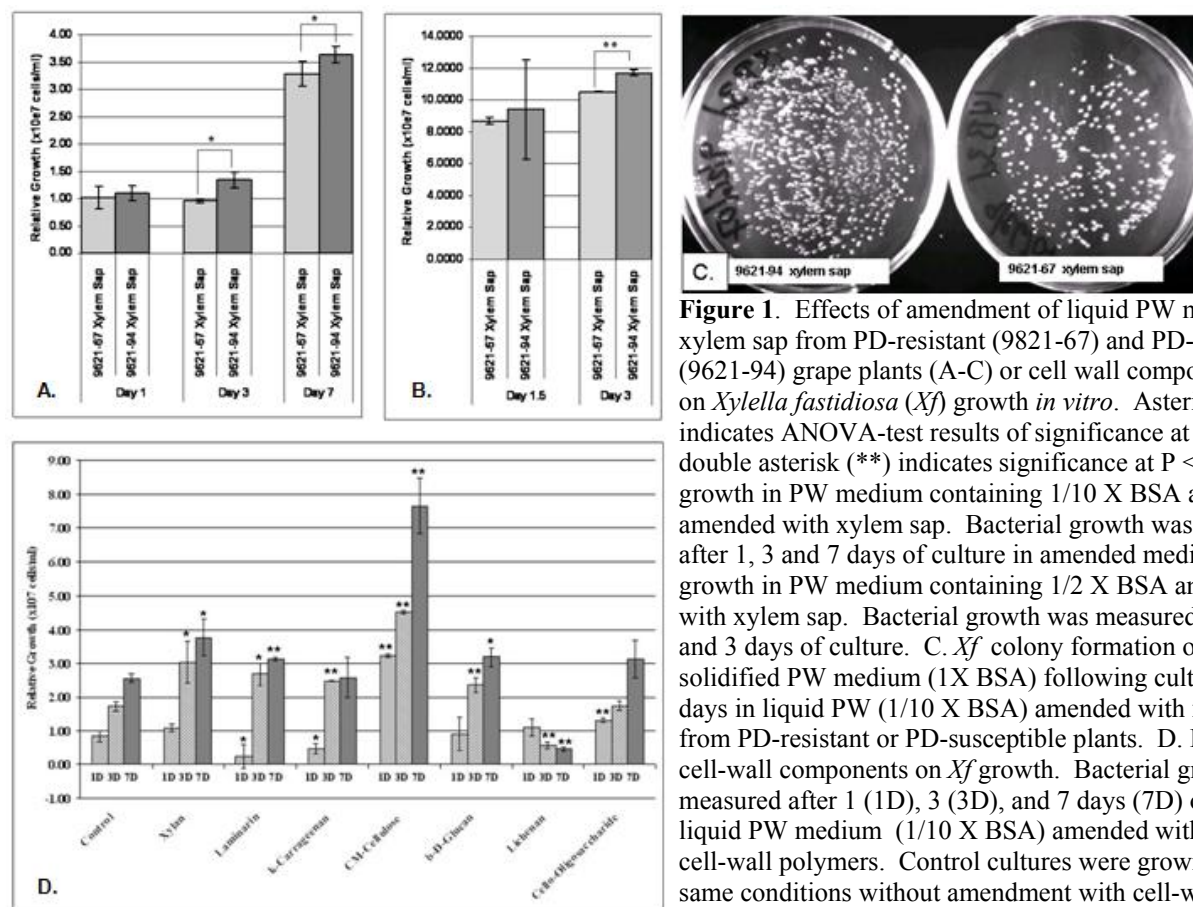 4.00
3.50
3.00
2.50
2.00
1.50
1.00
0.50
0.00
Relative Growth (x10e7 cells/ml)
*
*
9621-67 Xylem Sap
9621-94 Xylem Sap
9621-67 Xylem Sap
9621-94 Xylem Sap
9621-67 Xylem Sap
9621-94 Xylem Sap
Day 1
Day 3
Day 7
A.
14.0000
12.0000
10.0000
8.0000
6.0000
4.0000
2.0000
0.0000
Relative Growth (x10e7 cells/ml)
**
9621-67 Xylem Sap
9621-94 Xylem Sap
9621-67 Xylem Sap
9621-94 Xylem Sap
Day 1.5
Day 3
B.
C.
9621-94 xylem sap
9621-67 xylem sap
Figure 1. Effects of amendment of liquid PW
xylem sap from PD-resistant (9821-67) and PD-
(9621-94) grape plants (A-C) or cell wall
on Xylella fastidiosa (Xf) growth in vitro.
indicates ANOVA-test results of significance at
double asterisk (**) indicates significance at P <
growth in PW medium containing 1/10 X BSA
amended with xylem sap. Bacterial growth was
after 1, 3 and 7 days of culture in amended
growth in PW medium containing 1/2 X BSA
with xylem sap. Bacterial growth was measured
and 3 days of culture. C. Xf colony formation
solidified PW medium (1X BSA) following
days in liquid PW (1/10 X BSA) amended with
from PD-resistant or PD-susceptible plants. D.
cell-wall components on Xf growth. Bacterial
measured after 1 (1D), 3 (3D), and 7 days (7D)
liquid PW medium (1/10 X BSA) amended with
cell-wall polymers. Control cultures were
same conditions without amendment with
9.00
8.00
7.00
6.00
5.00
4.00
3.00
2.00
1.00
0.00
-1.00
Relative Growth (x107 cells/ml)
* *
* * **
* **
** ** **
** *
** **
**
1D 3D 7D 1D 3D 7D 1D 3D 7D 1D 3D 7D 1D 3D 7D 1D 3D 7D 1D 3D 7D 1D 3D 7D
Control
Xylan
Laminarin
k-Carregenan
CM-Cellulose
b-D-Glucan
Lichenan
Cello-Oligosaccharide
D.